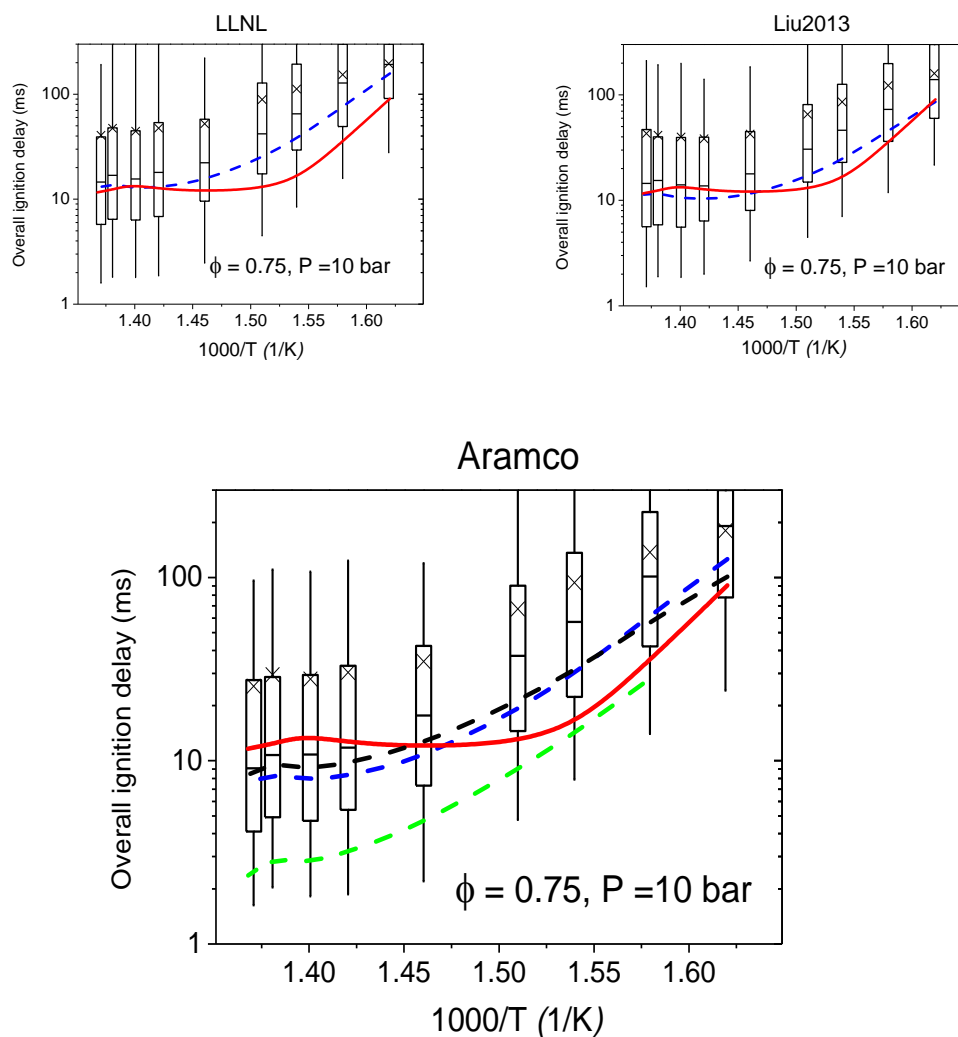 LLNL
Overall ignition delay (ms)
100
10
1
ϕ = 0.75, P =10 bar
1.40 1.45 1.50 1.55 1.60
1000/T (1/K)
Liu2013
Overall ignition delay (ms)
100
10
1
ϕ = 0.75, P =10 bar
1.40 1.45 1.50 1.55 1.60
1000/T (1/K)
Aramco
Overall ignition delay (ms)
100
10
1
ϕ = 0.75, P =10 bar
1.40 1.45 1.50 1.55 1.60
1000/T (1/K)